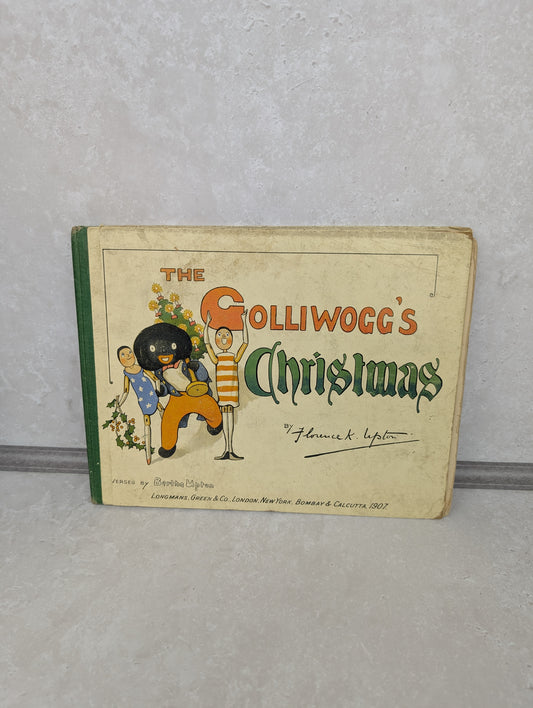 THE
GOLLIWOGG'S
Christmas
BY
Florence K. Upton
VERSES BY Bertha Upton
LONGMANS, GREEN & CO., LONDON, NEW YORK, BOMBAY & CALCUTTA, 1907